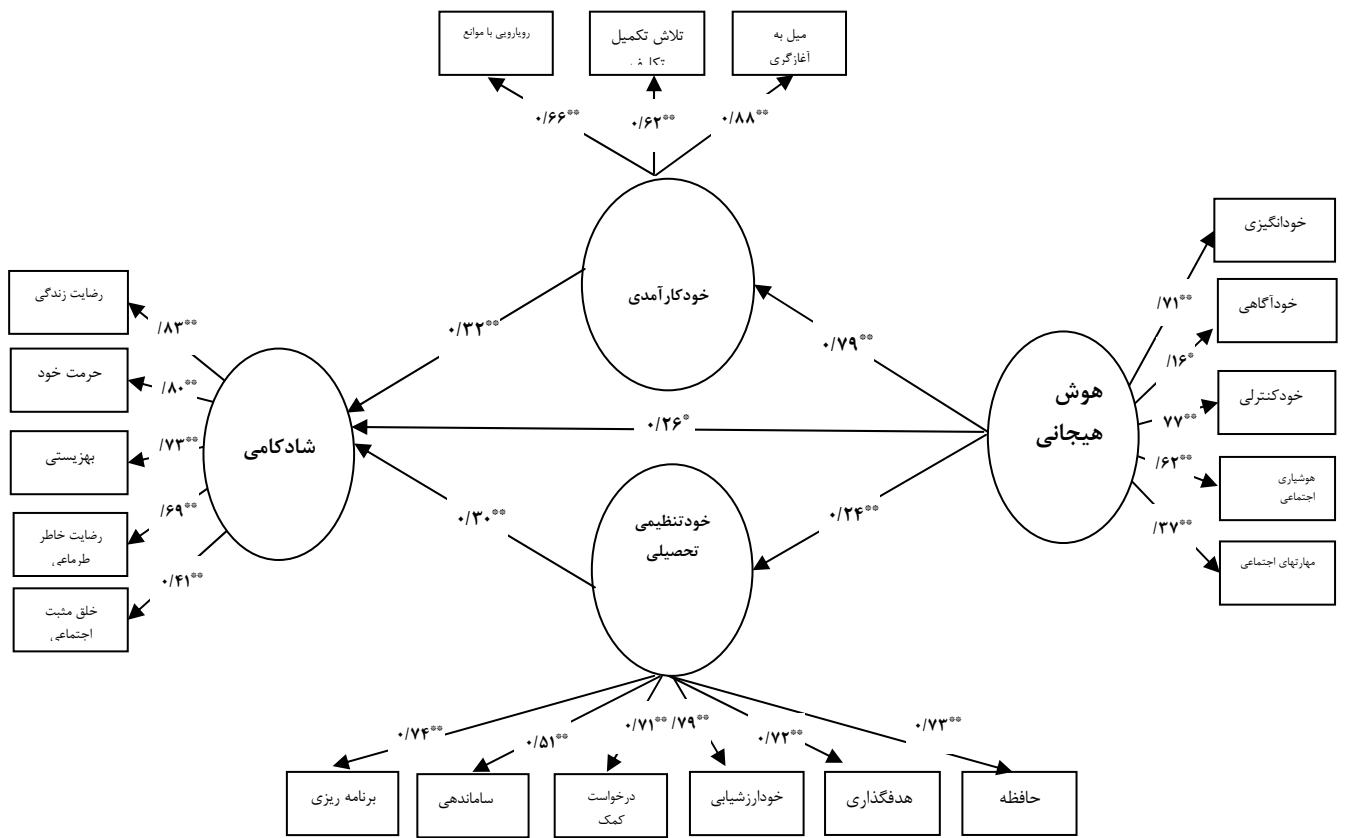 رویارویی با موانع
تلاش تکمیل
میل به
آغازگری
۰/۶۶**
۰/۶۲**
۰/۸۸**
خودکارآمدی
خودانگیزی
خودآگاهی
خودکنترلی
هوشیاری
اجتماعی
مهارتهای اجتماعی
/۷۱**
/۱۶*
۷۷**
/۶۲**
/۳۷**
هوش
هیجانی
۰/۷۹**
۰/۲۶*
۰/۲۴**
۰/۳۲**
۰/۳۰**
شادکامی
رضایت زندگی
حرمت خود
بهزیستی
رضایت خاطر
طرماعی
خلق مثبت
اجتماعی
/۸۳**
/۸۰**
/۷۳**
/۶۹**
۰/۴۱**
خودتنظیمی
تحصیلی
۰/۷۳**
۰/۷۲**
/۷۹**
۰/۷۱**
۰/۵۱**
۰/۷۴**
حافظه
هدفگذاری
خودارزشیابی
درخواست
کمک
ساماندهی
برنامه ریزی